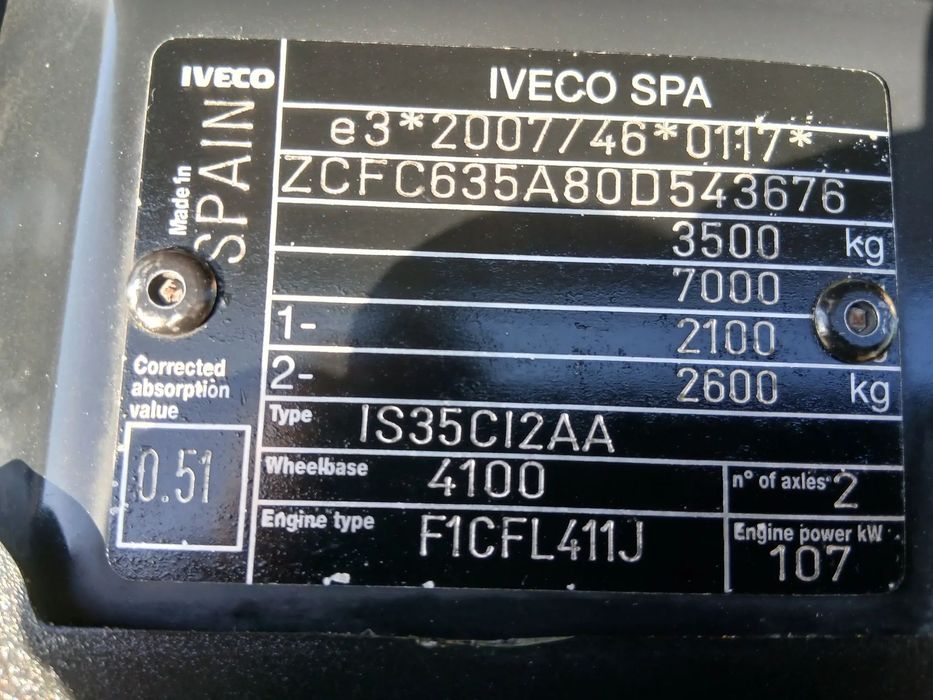 IVECO
IVECO SPA
Made in
SPAIN
e3*2007/46*0117*
ZCFC635A80D543676
3500 kg
7000
1- 2100
2- 2600 kg
Corrected
absorption
value
0.51
Type IS35CI2AA
Wheelbase 4100
n° of axles 2
Engine type F1CFL411J
Engine power kW
107